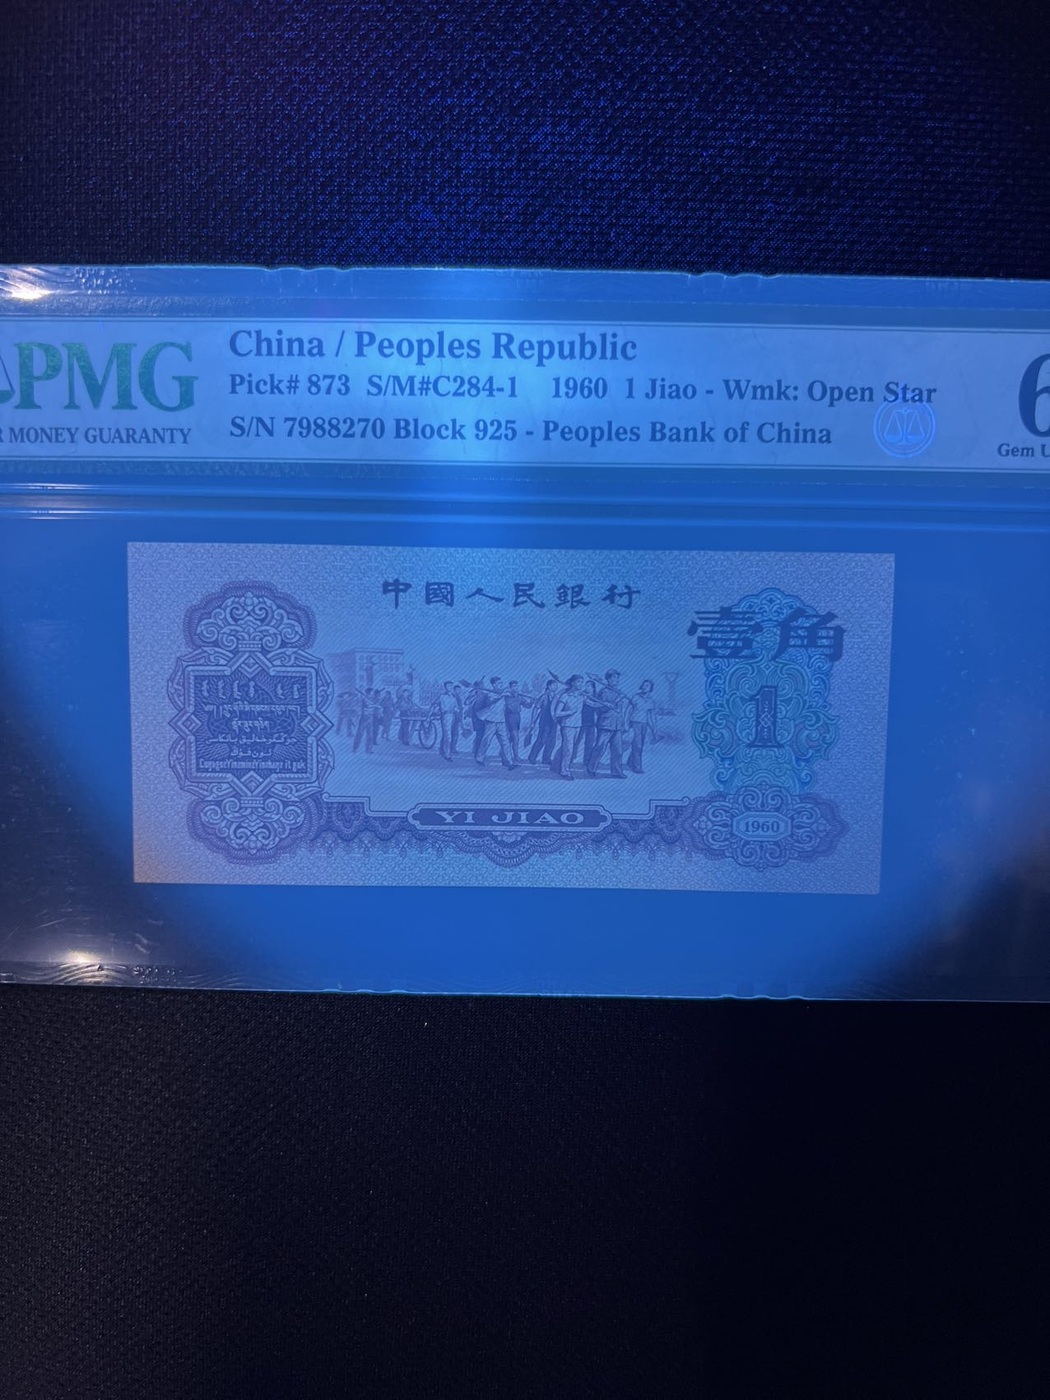 PMG
MONEY GUARANTY
China / Peoples Republic
Pick# 873 S/M#C284-1 1960 1 Jiao - Wmk: Open Star
S/N 7988270 Block 925 - Peoples Bank of China
6
Gem
中國人民銀行
壹角
1
YI JIAO
1960